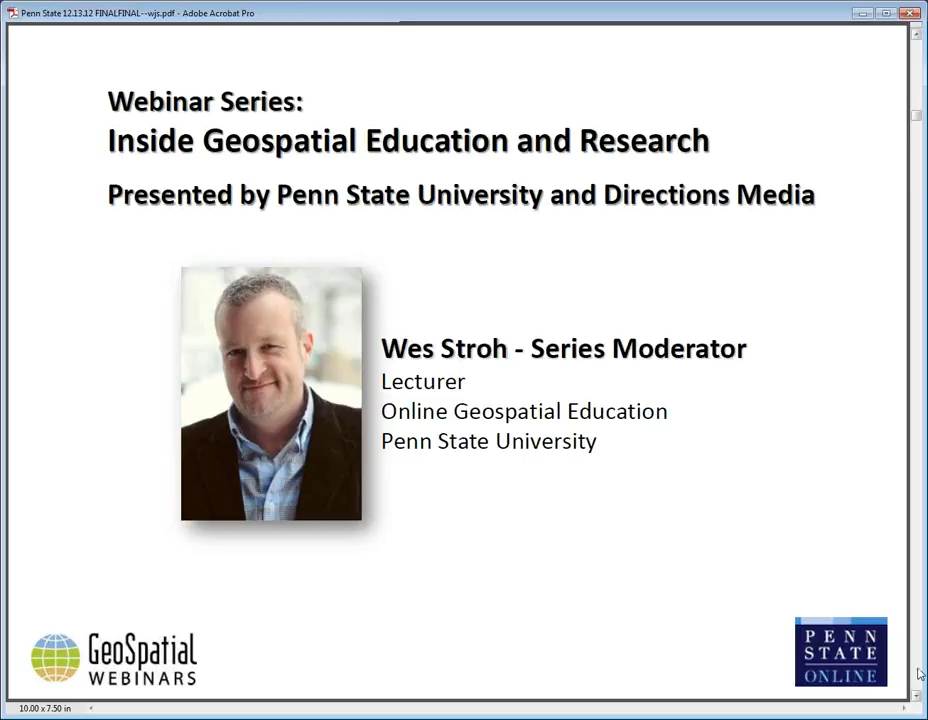 Penn State 12.13.12 FINALFINAL--wjs.pdf - Adobe Acrobat Pro
Webinar Series:
Inside Geospatial Education and Research
Presented by Penn State University and Directions Media
Wes Stroh - Series Moderator
Lecturer
Online Geospatial Education
Penn State University
GeoSpatial
WEBINARS
PENN
STATE
ONLINE
10.00 x 7.50 in